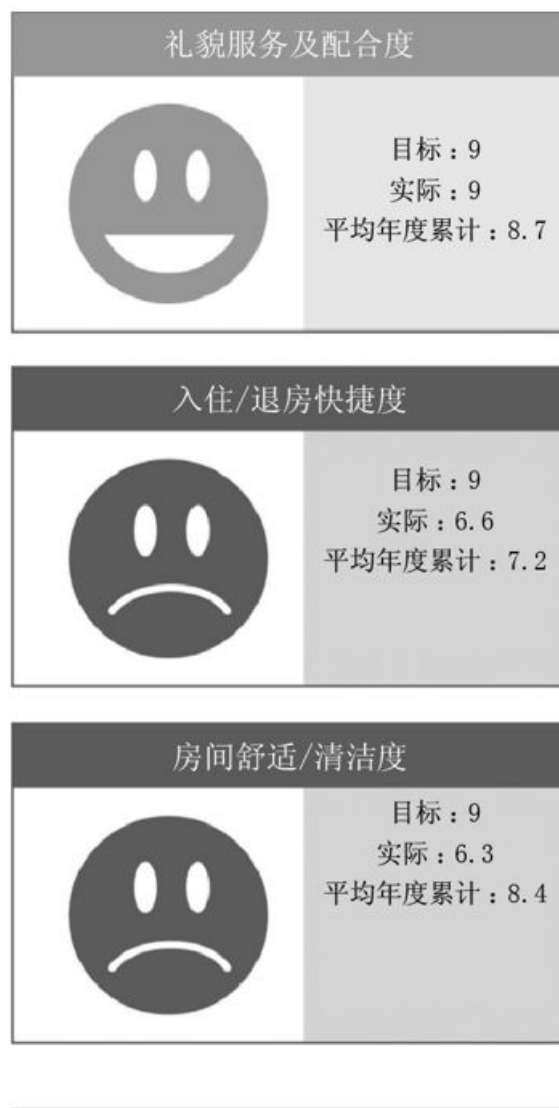 礼貌服务及配合度
目标：9
实际：9
平均年度累计：8.7
入住/退房快捷度
目标：9
实际：6.6
平均年度累计：7.2
房间舒适/清洁度
目标：9
实际：6.3
平均年度累计：8.4